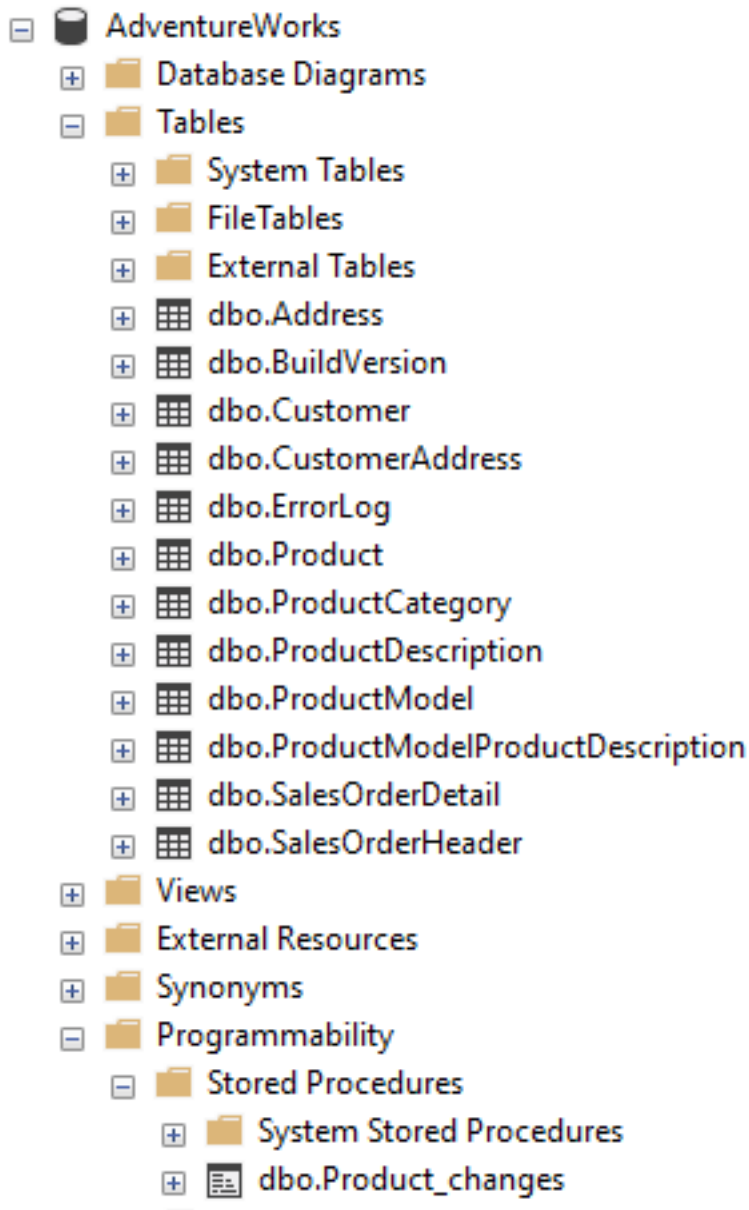 AdventureWorks
Database Diagrams
Tables
System Tables
FileTables
External Tables
dbo.Address
dbo.BuildVersion
dbo.Customer
dbo.CustomerAddress
dbo.ErrorLog
dbo.Product
dbo.ProductCategory
dbo.ProductDescription
dbo.ProductModel
dbo.ProductModelProductDescription
dbo.SalesOrderDetail
dbo.SalesOrderHeader
Views
External Resources
Synonyms
Programmability
Stored Procedures
System Stored Procedures
dbo.Product_changes